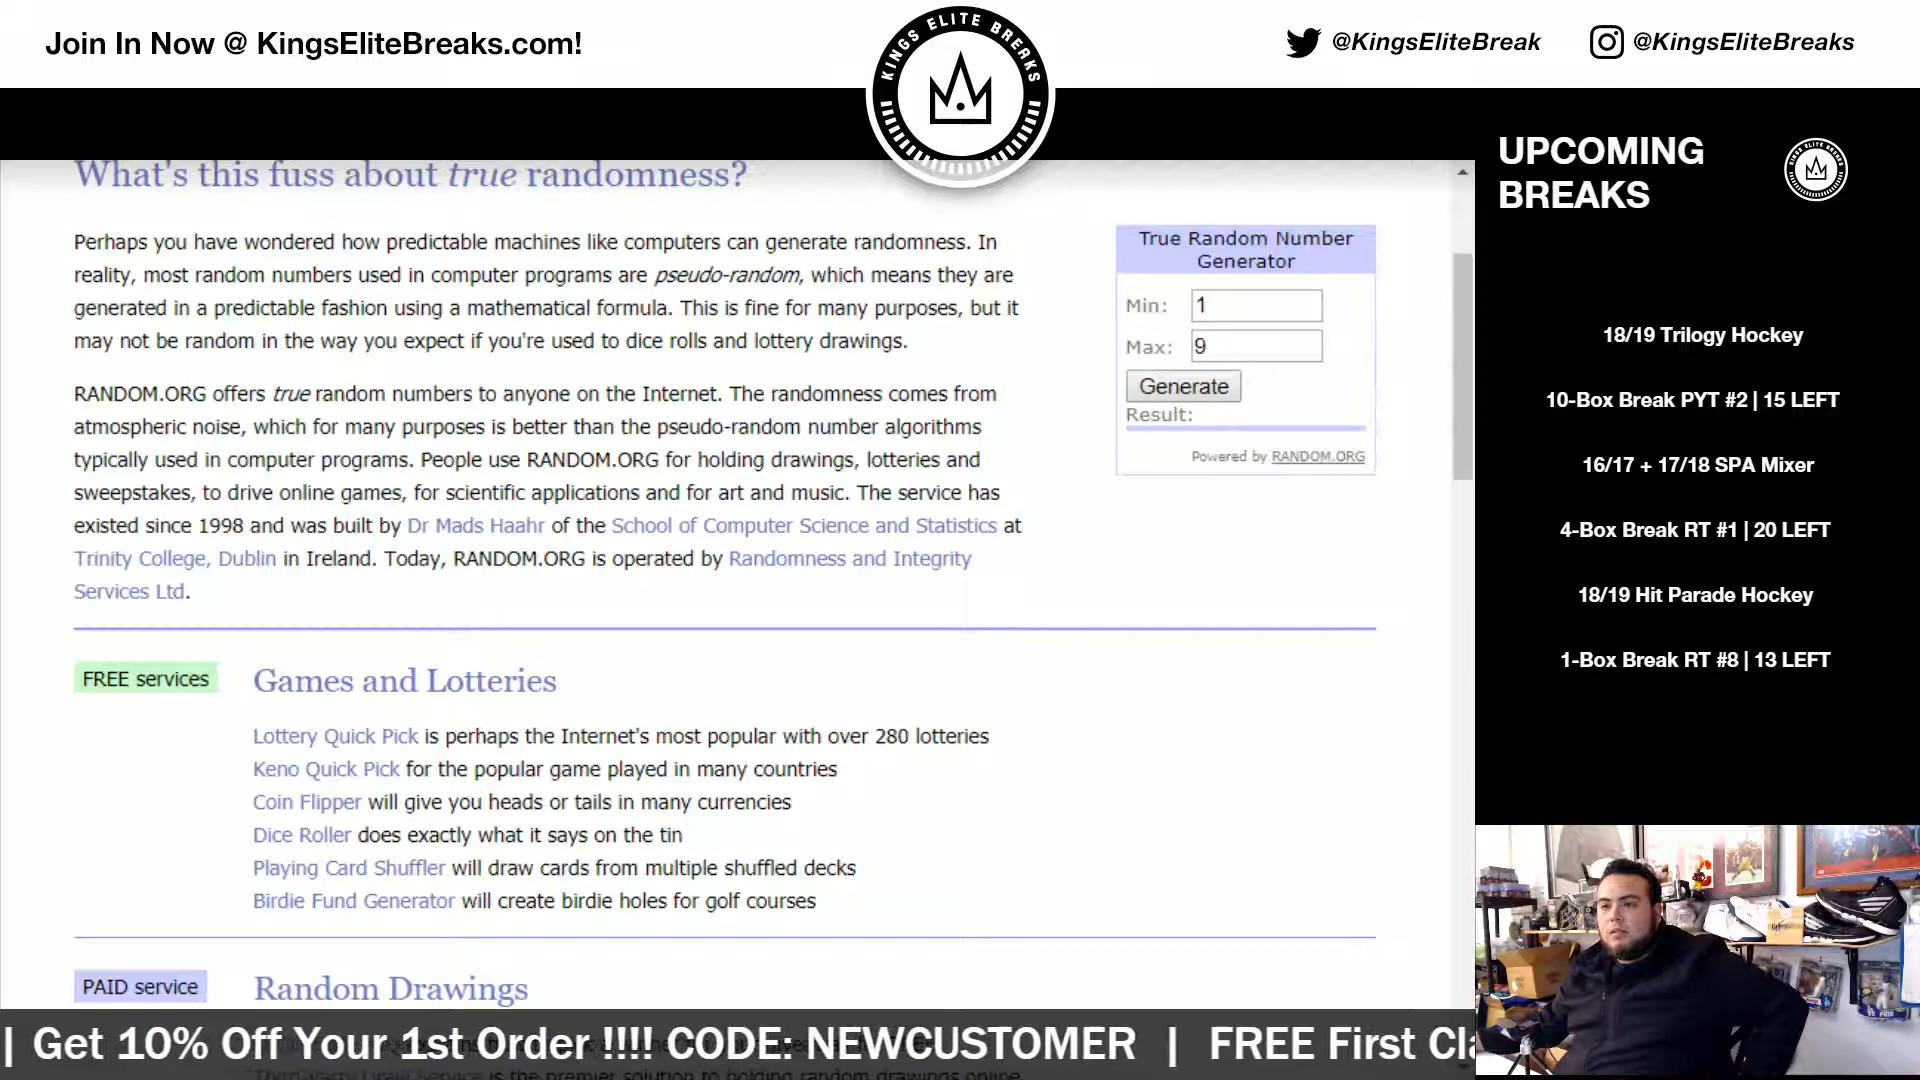 Join In Now @ KingsEliteBreaks.com!
KINGS ELITE BREAKS
@KingsEliteBreak
@KingsEliteBreaks
What's this fuss about true randomness?
Perhaps you have wondered how predictable machines like computers can generate randomness. In
reality, most random numbers used in computer programs are pseudo-random, which means they are
generated in a predictable fashion using a mathematical formula. This is fine for many purposes, but it
may not be random in the way you expect if you're used to dice rolls and lottery drawings.
RANDOM.ORG offers true random numbers to anyone on the Internet. The randomness comes from
atmospheric noise, which for many purposes is better than the pseudo-random number algorithms
typically used in computer programs. People use RANDOM.ORG for holding drawings, lotteries and
sweepstakes, to drive online games, for scientific applications and for art and music. The service has
existed since 1998 and was built by Dr Mads Haahr of the School of Computer Science and Statistics at
Trinity College, Dublin in Ireland. Today, RANDOM.ORG is operated by Randomness and Integrity
Services Ltd.
True Random Number
Generator
Min: 1
Max: 9
Generate
Result:
Powered by RANDOM.ORG
FREE services
Games and Lotteries
Lottery Quick Pick is perhaps the Internet's most popular with over 280 lotteries
Keno Quick Pick for the popular game played in many countries
Coin Flipper will give you heads or tails in many currencies
Dice Roller does exactly what it says on the tin
Playing Card Shuffler will draw cards from multiple shuffled decks
Birdie Fund Generator will create birdie holes for golf courses
PAID service
Random Drawings
UPCOMING
BREAKS
18/19 Trilogy Hockey
10-Box Break PYT #2 | 15 LEFT
16/17 + 17/18 SPA Mixer
4-Box Break RT #1 | 20 LEFT
18/19 Hit Parade Hockey
1-Box Break RT #8 | 13 LEFT
| Get 10% Off Your 1st Order !!!! CODE: NEWCUSTOMER | FREE First Cla
is the premier solution to holding random drawings online